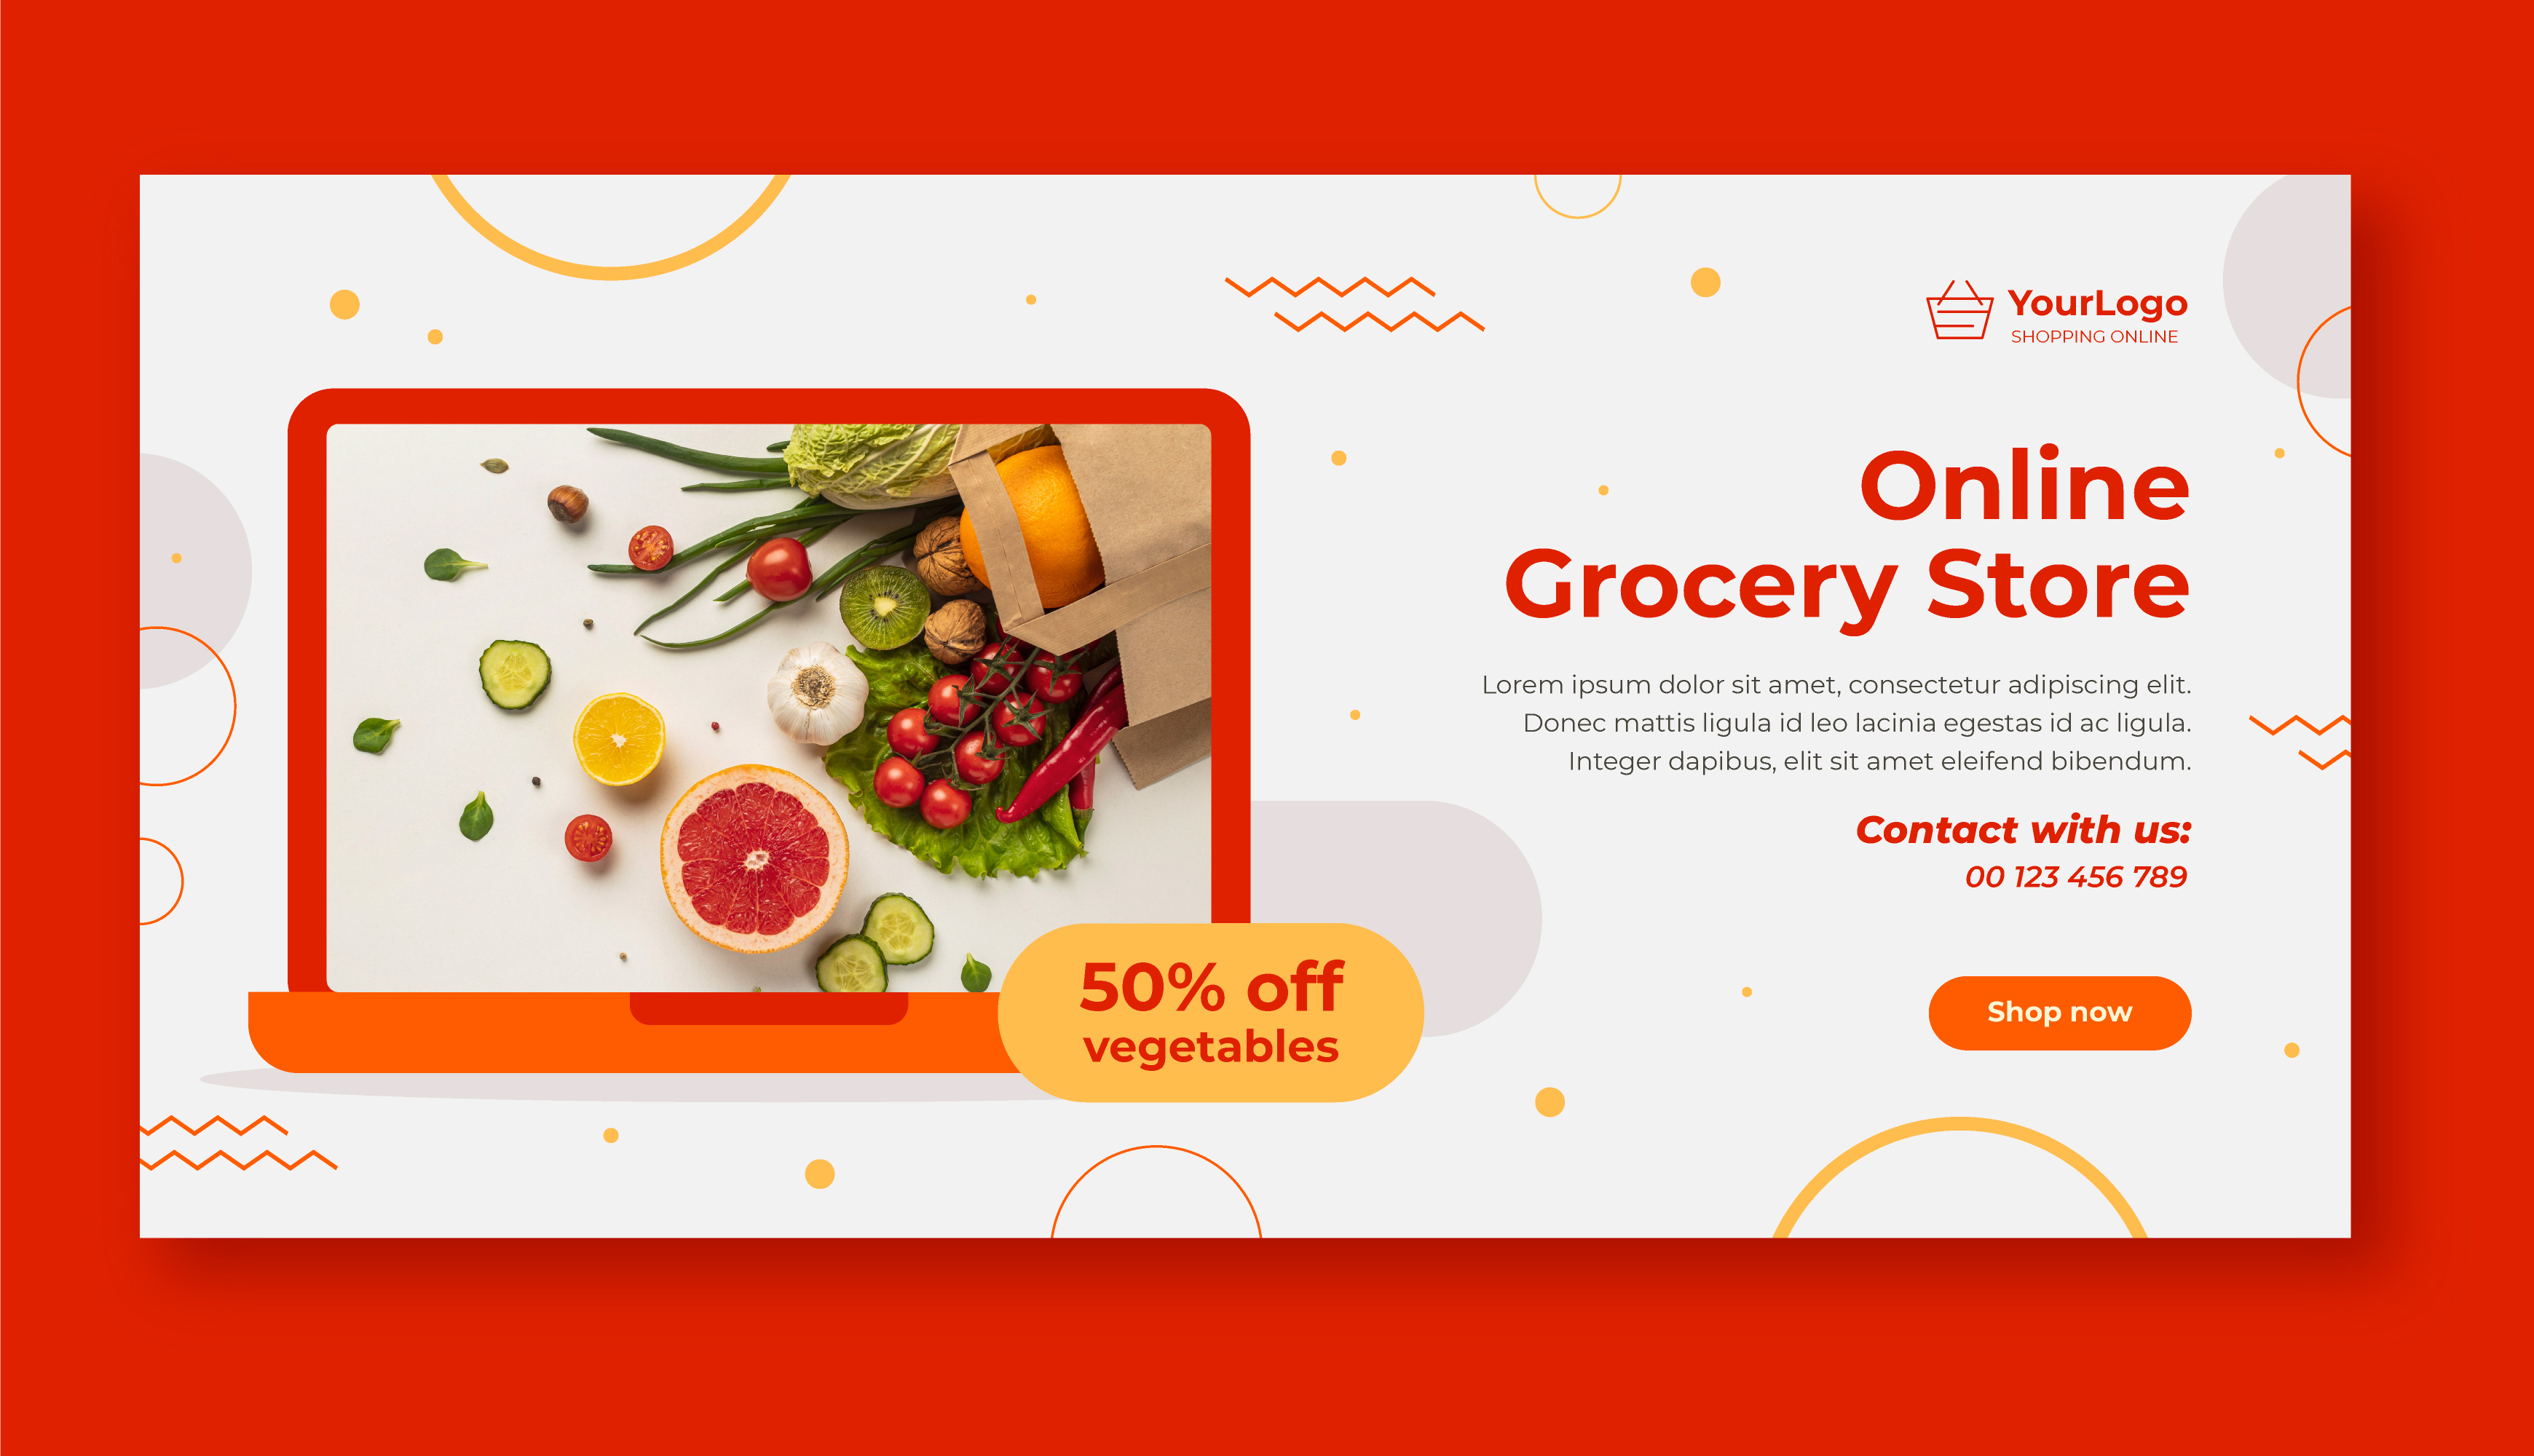 YourLogo
SHOPPING ONLINE
Online
Grocery Store
Lorem ipsum dolor sit amet, consectetur adipiscing elit.
Donec mattis ligula id leo lacinia egestas id ac ligula.
Integer dapibus, elit sit amet eleifend bibendum.
Contact with us:
00 123 456 789
Shop now
50% off
vegetables